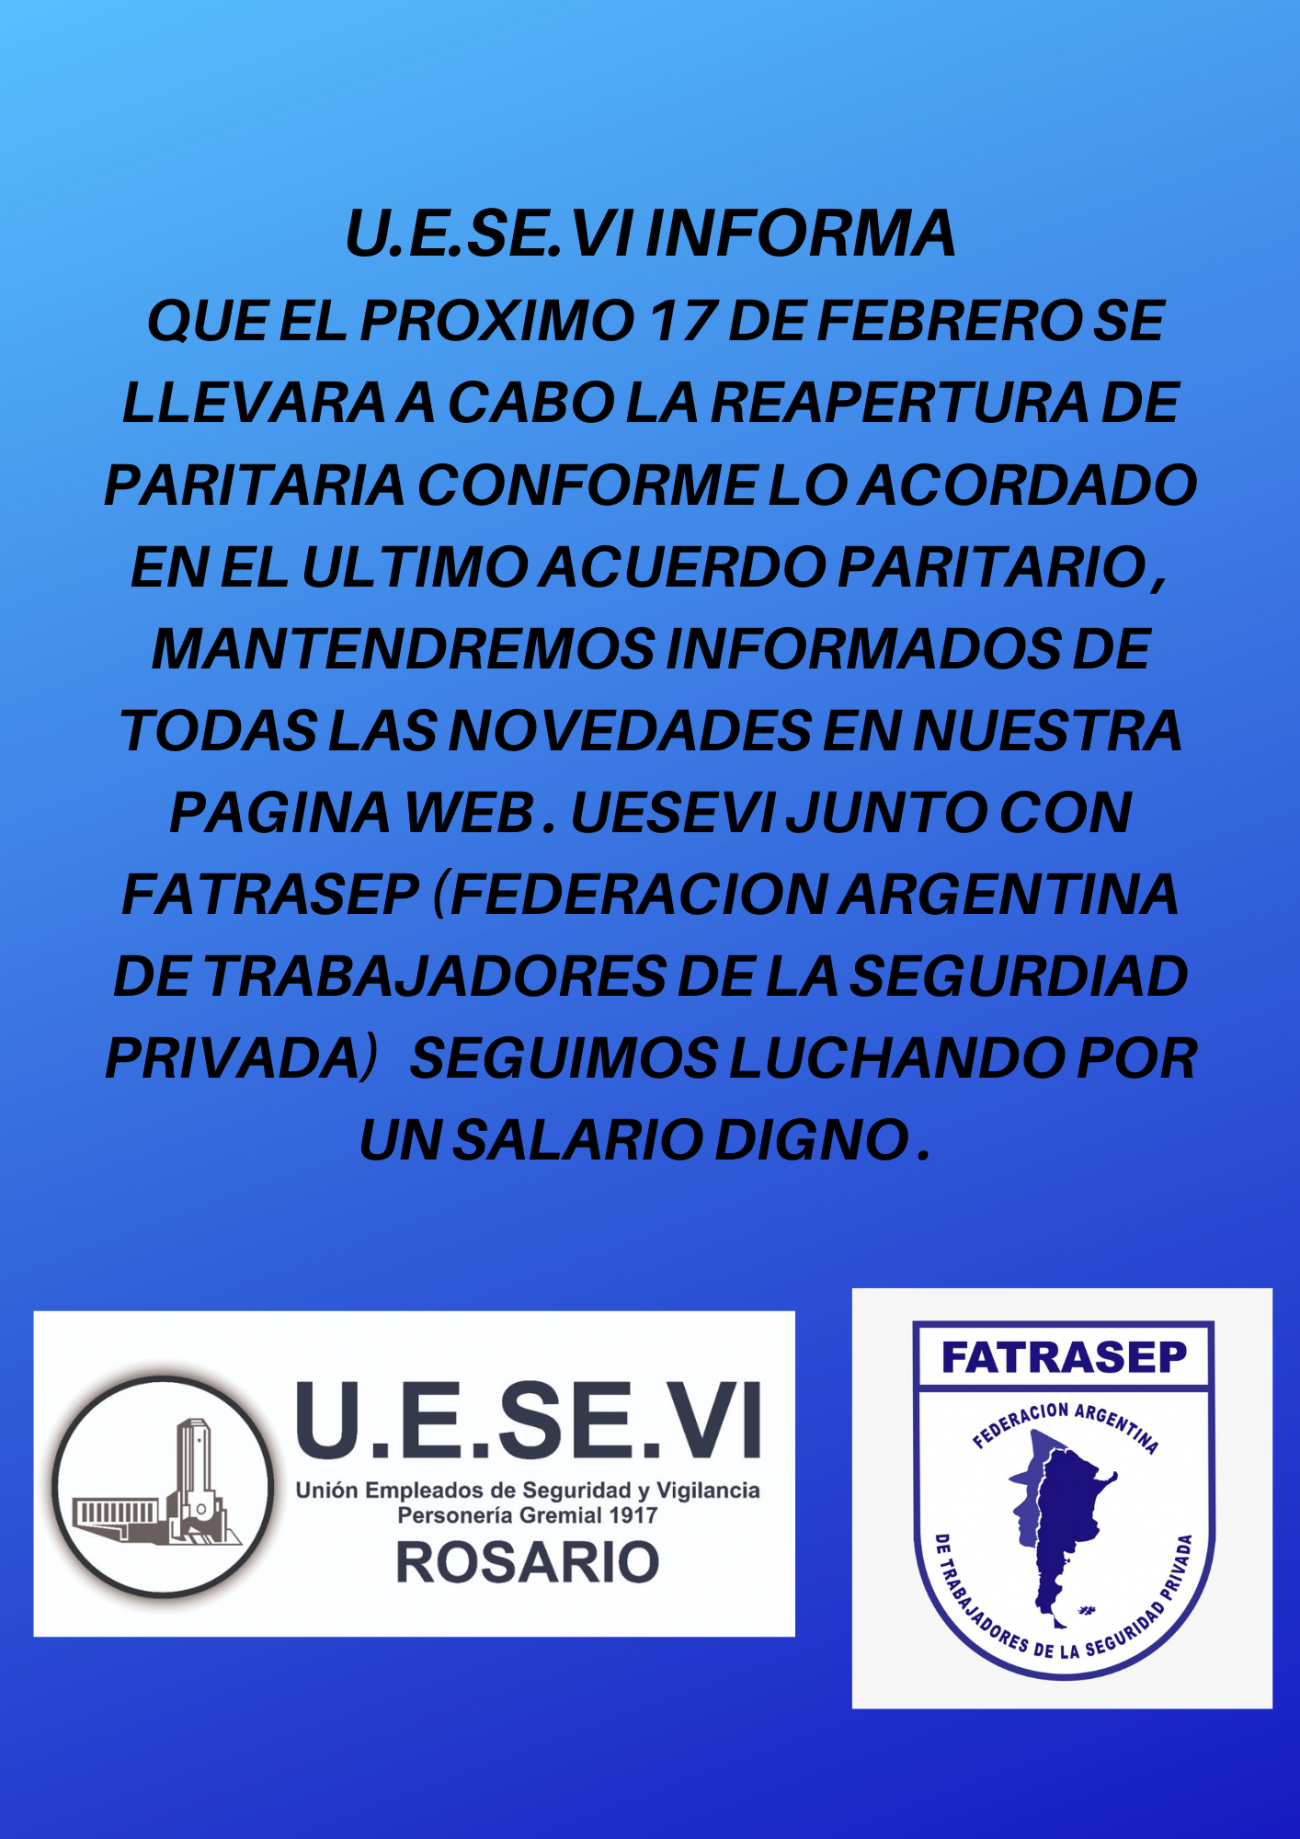 U.E.SE.VI INFORMA
QUE EL PROXIMO 17 DE FEBRERO SE
LLEVARA A CABO LA REAPERTURA DE
PARITARIA CONFORME LO ACORDADO
EN EL ULTIMO ACUERDO PARITARIO ,
MANTENDREMOS INFORMADOS DE
TODAS LAS NOVEDADES EN NUESTRA
PAGINA WEB . UESEVI JUNTO CON
FATRASEP (FEDERACION ARGENTINA
DE TRABAJADORES DE LA SEGURDIAD
PRIVADA) SEGUIMOS LUCHANDO POR
UN SALARIO DIGNO .
U.E.SE.VI
Unión Empleados de Seguridad y Vigilancia
Personería Gremial 1917
ROSARIO
FATRASEP
FEDERACION ARGENTINA
DE TRABAJADORES DE LA SEGURIDAD PRIVADA